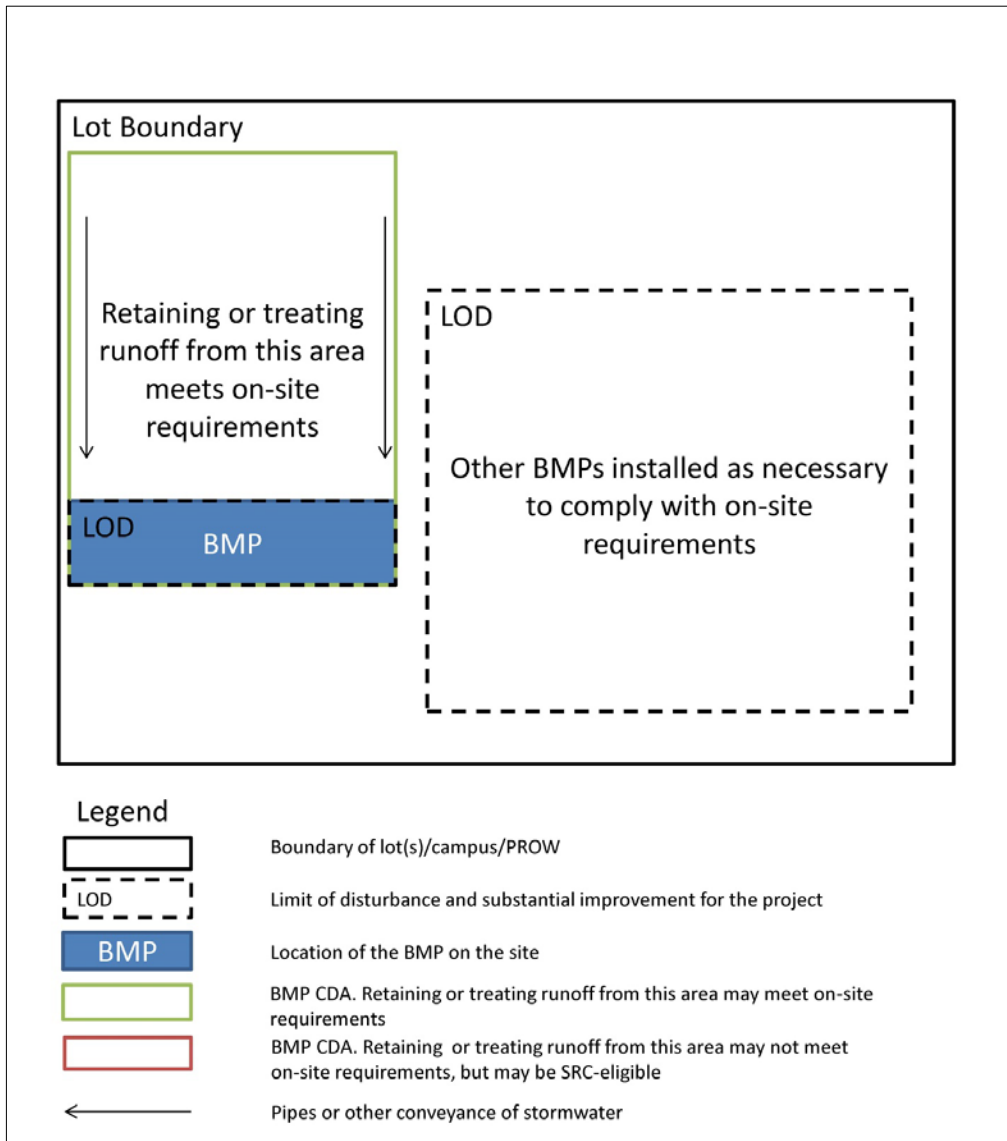 Lot Boundary
Retaining or treating
runoff from this area
meets on-site
requirements
LOD
BMP
LOD
Other BMPs installed as necessary
to comply with on-site
requirements
Legend
Boundary of lot(s)/campus/PROW
LOD
Limit of disturbance and substantial improvement for the project
BMP
Location of the BMP on the site
BMP CDA. Retaining or treating runoff from this area may meet on-site
requirements
BMP CDA. Retaining or treating runoff from this area may not meet
on-site requirements, but may be SRC-eligible
Pipes or other conveyance of stormwater